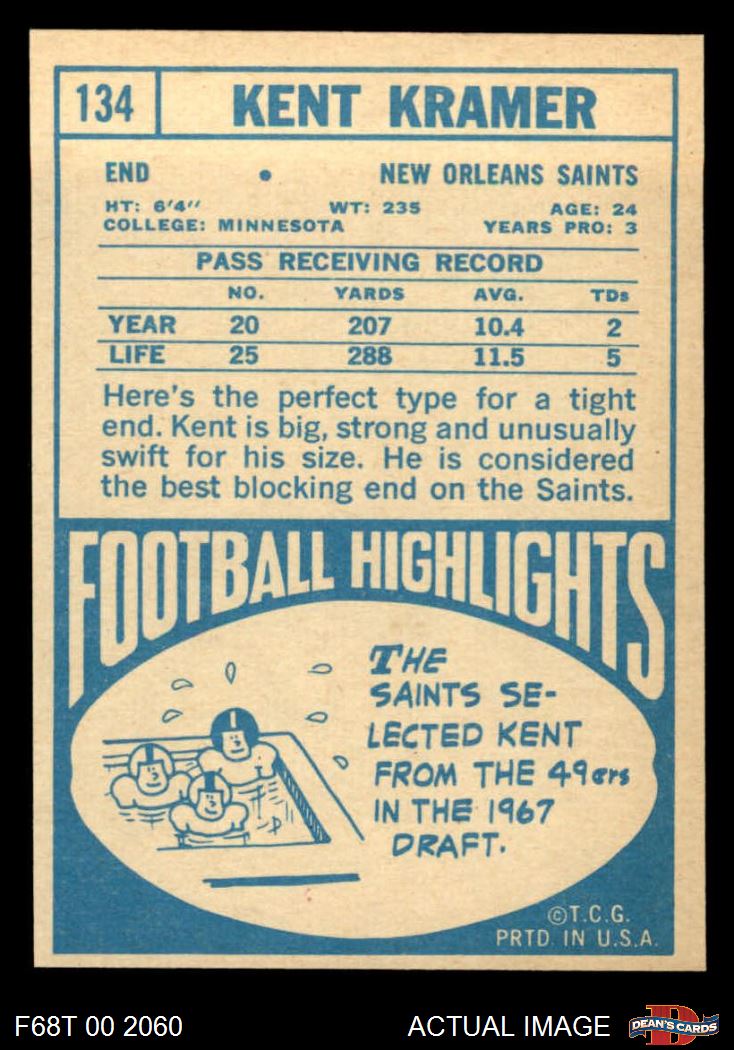 134 KENT KRAMER
END • NEW ORLEANS SAINTS
HT: 6'4" WT: 235 AGE: 24
COLLEGE: MINNESOTA YEARS PRO: 3
PASS RECEIVING RECORD
NO. YARDS AVG. TDs
YEAR 20 207 10.4 2
LIFE 25 288 11.5 5
Here's the perfect type for a tight
end. Kent is big, strong and unusually
swift for his size. He is considered
the best blocking end on the Saints.
FOOTBALL HIGHLIGHTS
THE
SAINTS SE-
LECTED KENT
FROM THE 49ers
IN THE 1967
DRAFT.
©T.C.G.
PRTD. IN U.S.A.
F68T 00 2060 ACTUAL IMAGE DEAN'S CARDS